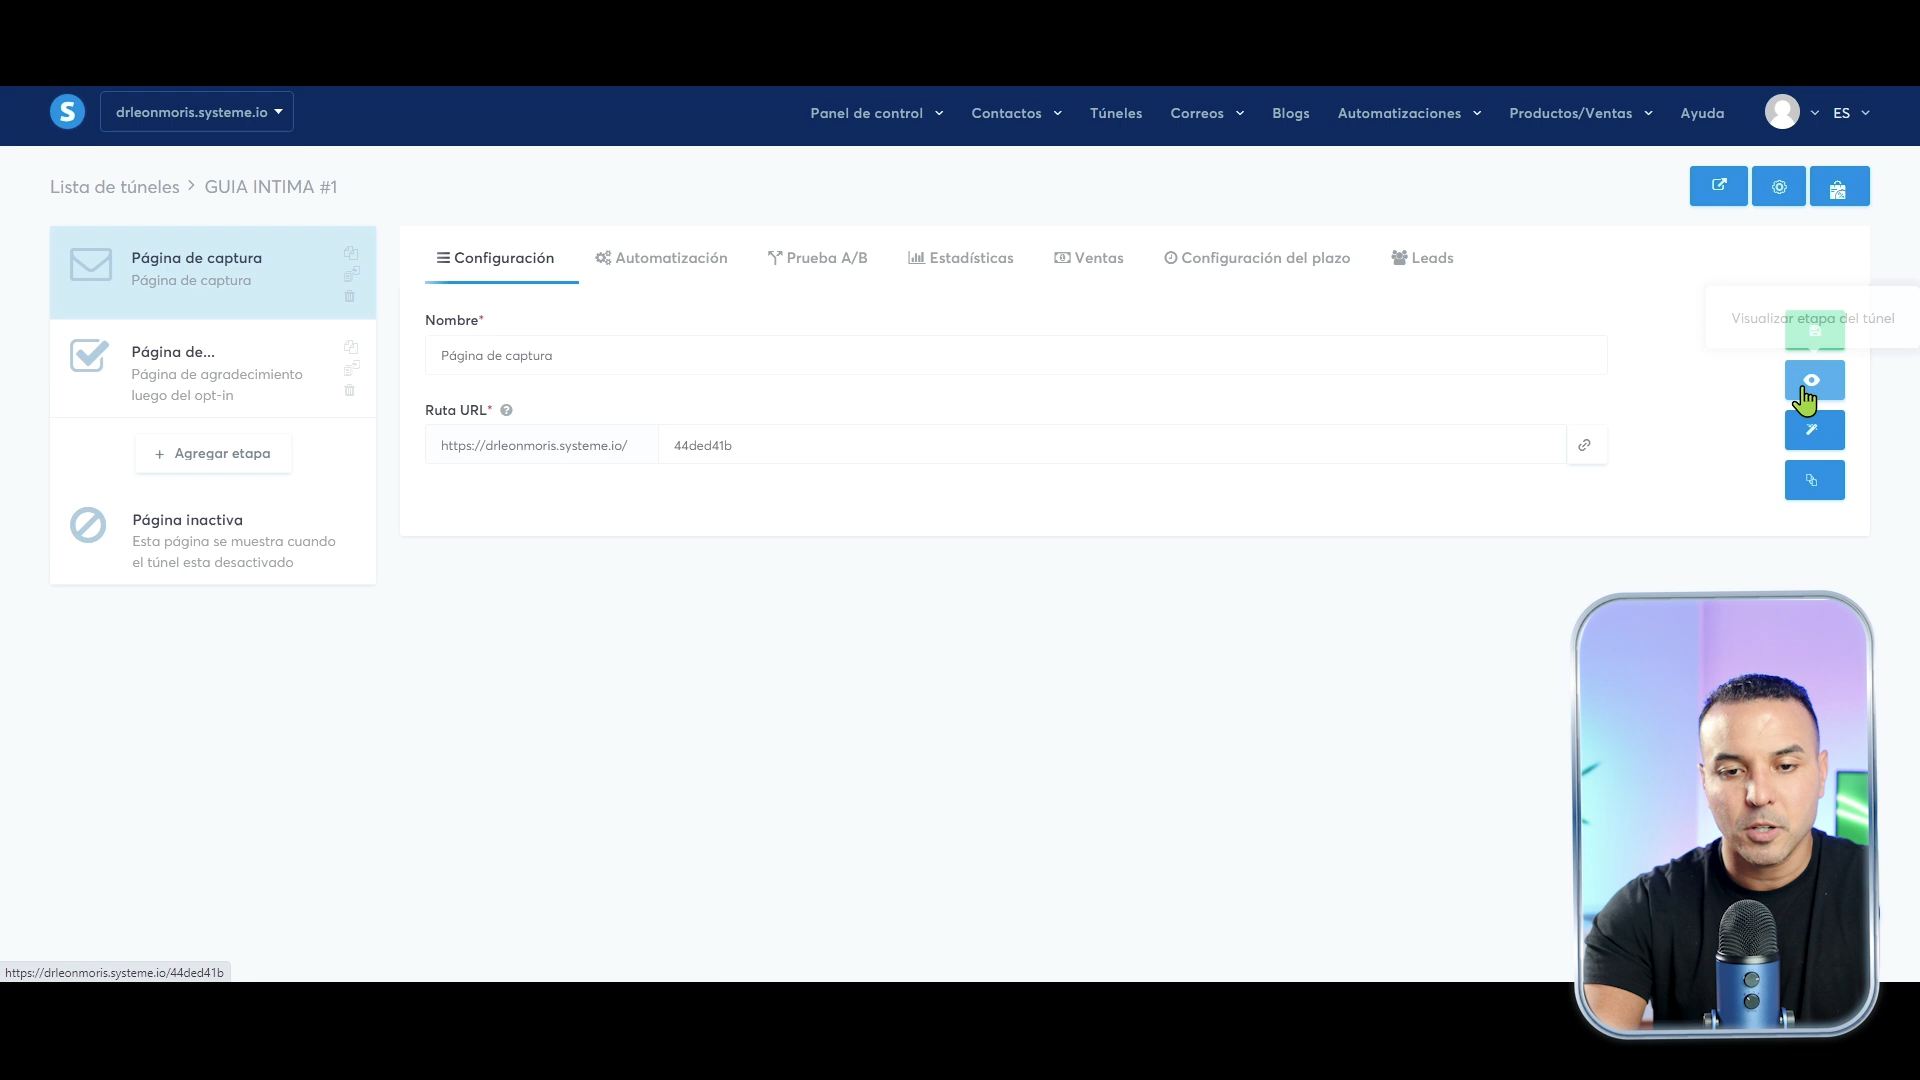 S
drleonmoris.systeme.io
Panel de control
Contactos
Túneles
Correos
Blogs
Automatizaciones
Productos/Ventas
Ayuda
ES
Lista de túneles > GUIA INTIMA #1
Página de captura
Página de captura
Página de...
Página de agradecimiento
luego del opt-in
+ Agregar etapa
Página inactiva
Esta página se muestra cuando
el túnel esta desactivado
Configuración
Automatización
Prueba A/B
Estadísticas
Ventas
Configuración del plazo
Leads
Nombre*
Página de captura
Ruta URL* ?
https://drleonmoris.systeme.io/
44ded41b
Visualizar etapa del túnel
https://drleonmoris.systeme.io/44ded41b